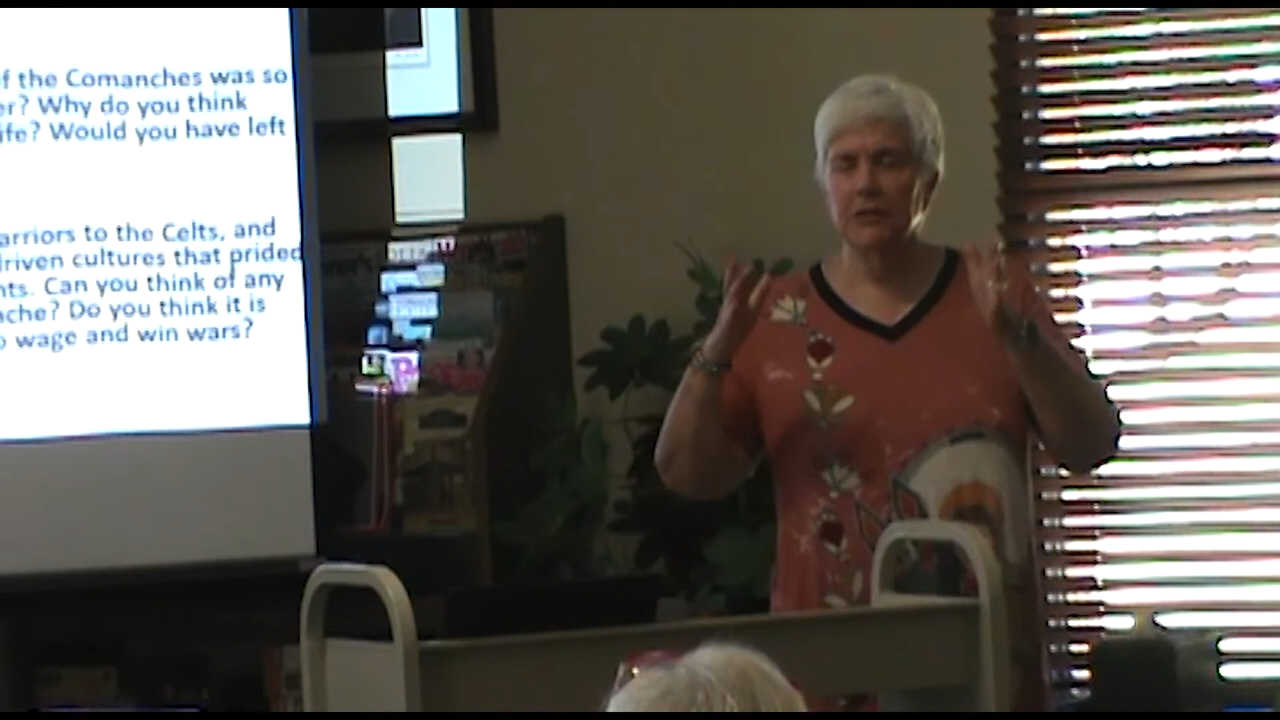 f the Comanches was so
er? Why do you think
ife? Would you have left
arriors to the Celts, and
driven cultures that prided
nts. Can you think of any
ache? Do you think it is
o wage and win wars?